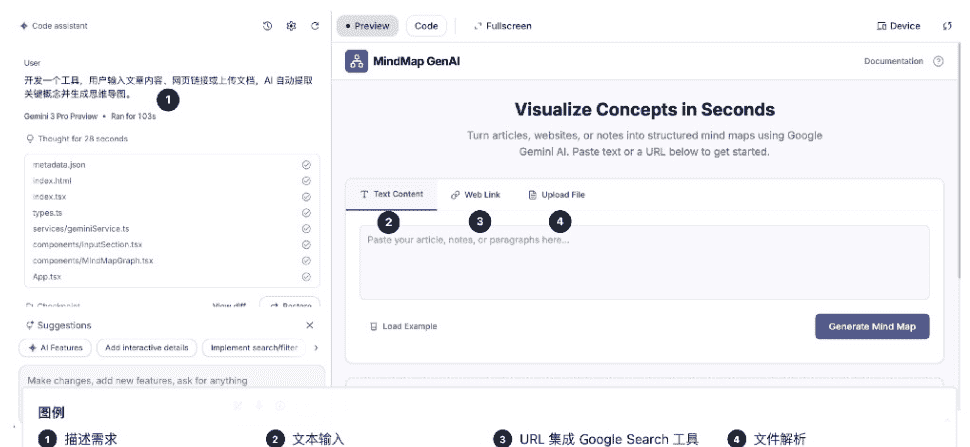 Code assistant
Preview
Code
Fullscreen
Device
User
开发一个工具，用户输入文章内容、网页链接或上传文档，AI 自动提取
关键概念并生成思维导图。
1
Gemini 3 Pro Preview • Ran for 103s
Thought for 28 seconds
metadata.json
index.html
index.tsx
types.ts
services/geminiService.ts
components/InputSection.tsx
components/MindMapGraph.tsx
App.tsx
Checkpoint
View diff
Restore
Suggestions
AI Features
Add interactive details
Implement search/filter
Make changes, add new features, ask for anything
MindMap GenAI
Documentation
Visualize Concepts in Seconds
Turn articles, websites, or notes into structured mind maps using Google
Gemini AI. Paste text or a URL below to get started.
Text Content
Web Link
Upload File
2
3
4
Paste your article, notes, or paragraphs here...
Load Example
Generate Mind Map
图例
1 描述需求
2 文本输入
3 URL 集成 Google Search 工具
4 文件解析